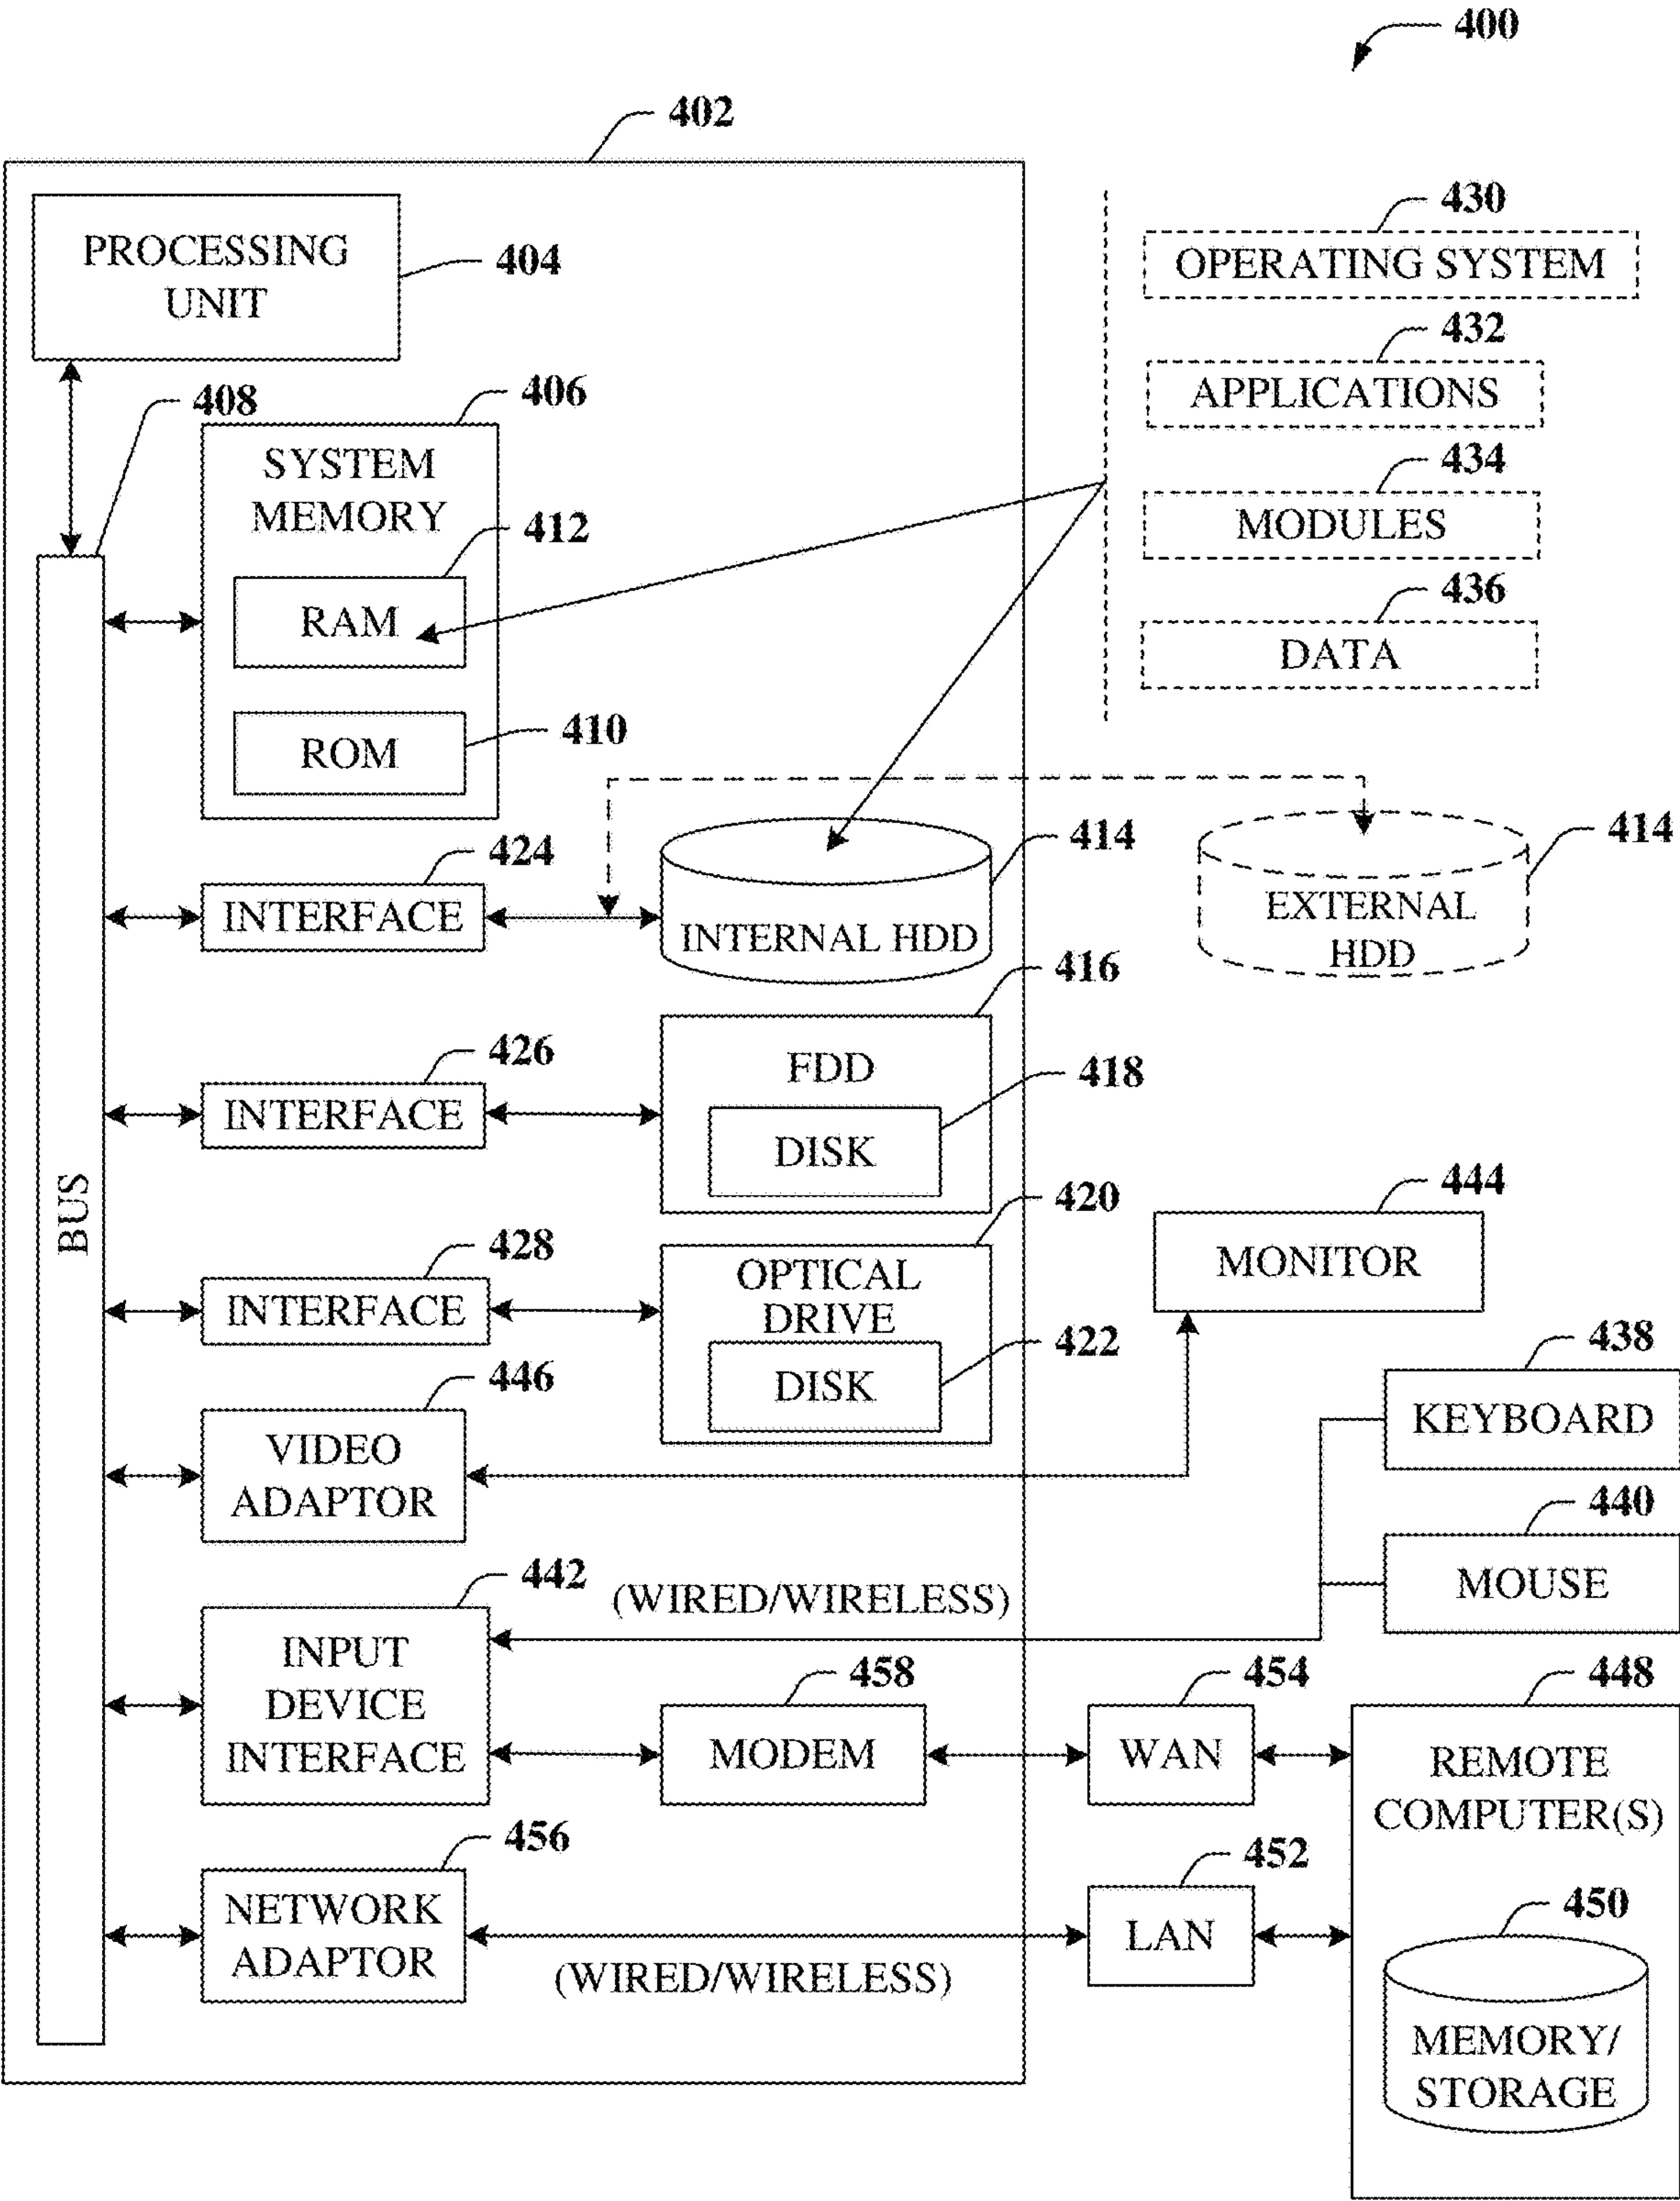 400
402
PROCESSING
UNIT
404
408
406
SYSTEM
MEMORY
412
RAM
410
ROM
430
OPERATING SYSTEM
432
APPLICATIONS
434
MODULES
436
DATA
424
INTERFACE
414
INTERNAL HDD
414
EXTERNAL
HDD
BUS
426
INTERFACE
416
FDD
418
DISK
428
INTERFACE
420
OPTICAL
DRIVE
422
DISK
444
MONITOR
446
VIDEO
ADAPTOR
438
KEYBOARD
440
MOUSE
442
INPUT
DEVICE
INTERFACE
(WIRED/WIRELESS)
458
MODEM
454
WAN
448
REMOTE
COMPUTER(S)
456
NETWORK
ADAPTOR
(WIRED/WIRELESS)
452
LAN
450
MEMORY/
STORAGE